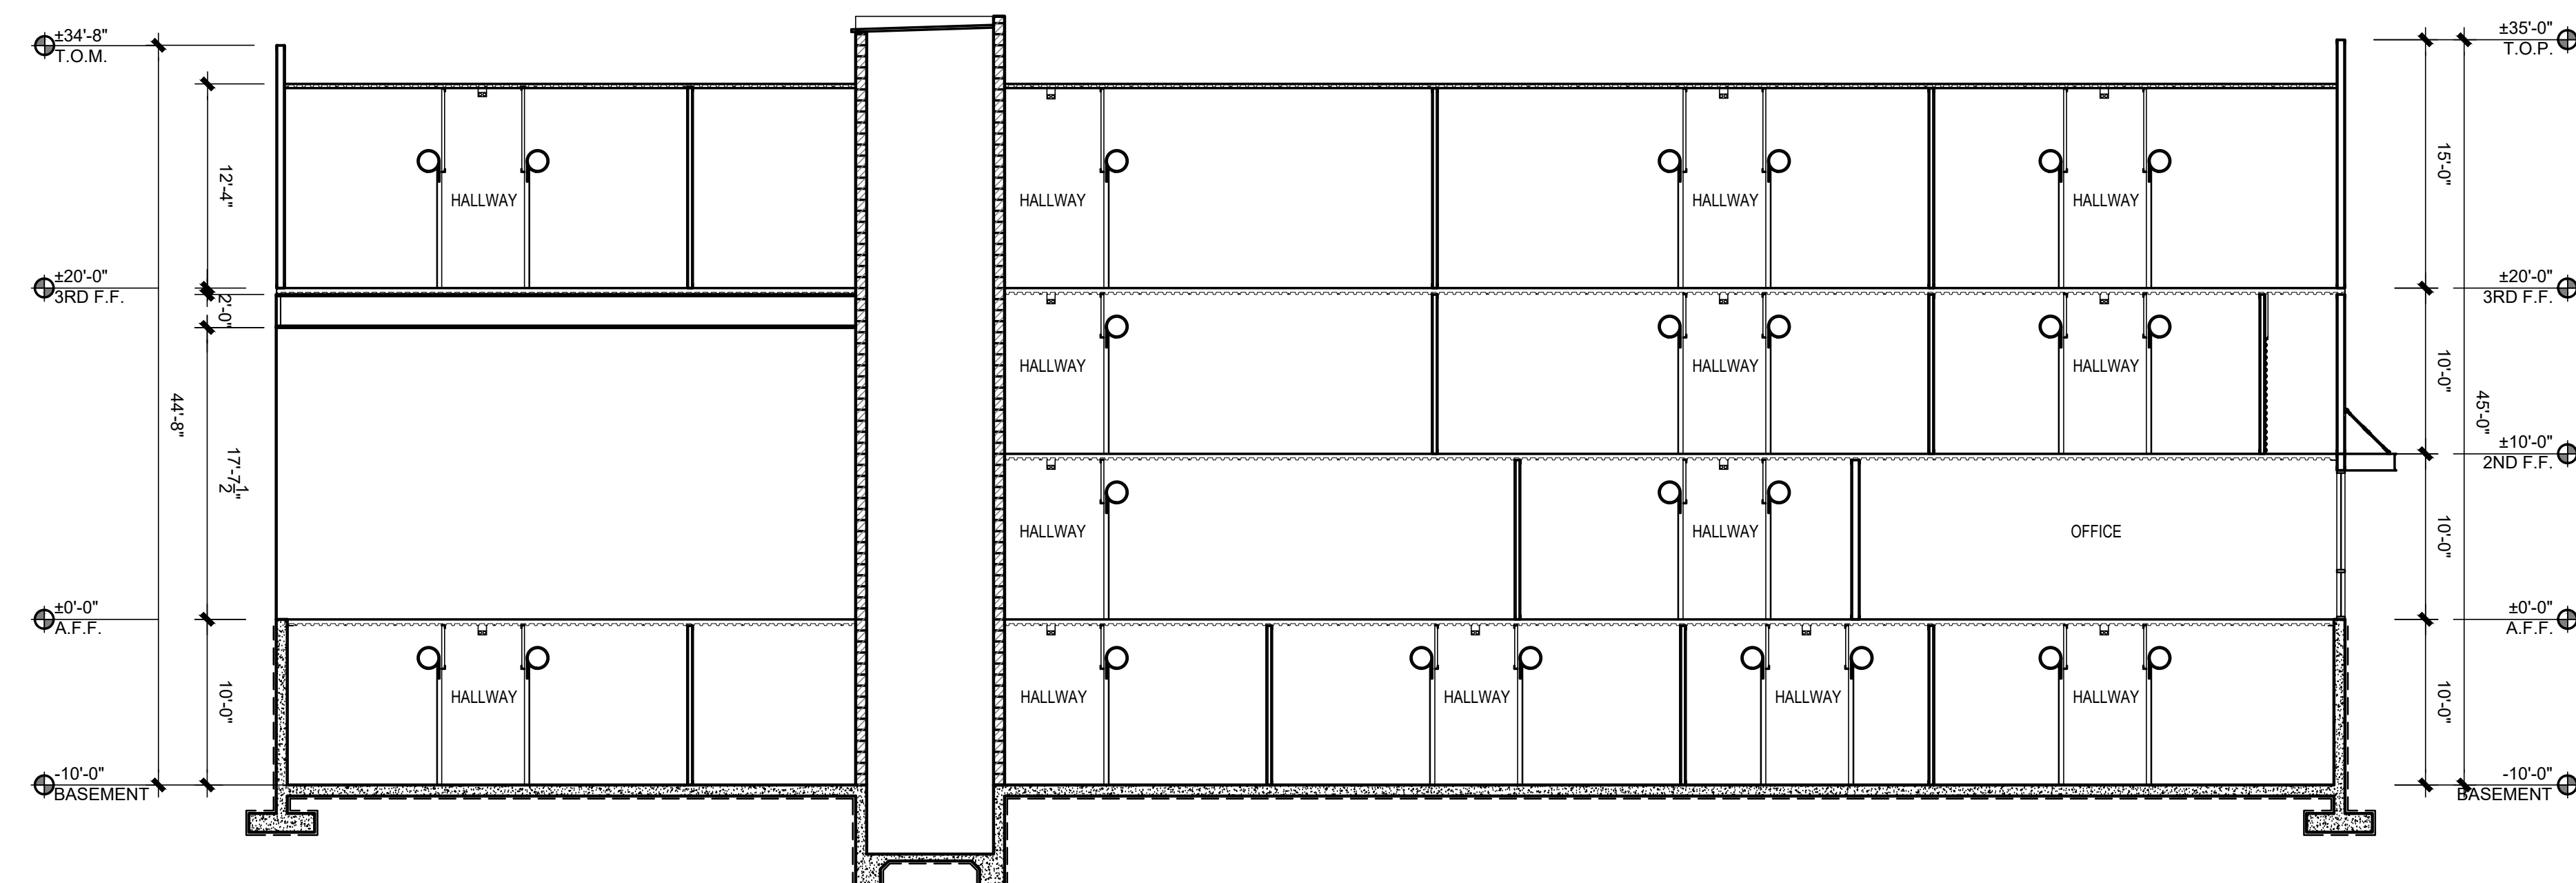 ±34'-8"
T.O.M.
±35'-0"
T.O.P.
12'-4"
15'-0"
HALLWAY
HALLWAY
HALLWAY
HALLWAY
±20'-0"
3RD F.F.
±20'-0"
3RD F.F.
2'-0"
HALLWAY
HALLWAY
HALLWAY
10'-0"
44'-8"
45'-0"
±10'-0"
2ND F.F.
17'-7 1/2"
HALLWAY
HALLWAY
OFFICE
10'-0"
±0'-0"
A.F.F.
±0'-0"
A.F.F.
10'-0"
HALLWAY
HALLWAY
HALLWAY
HALLWAY
HALLWAY
10'-0"
-10'-0"
BASEMENT
-10'-0"
BASEMENT